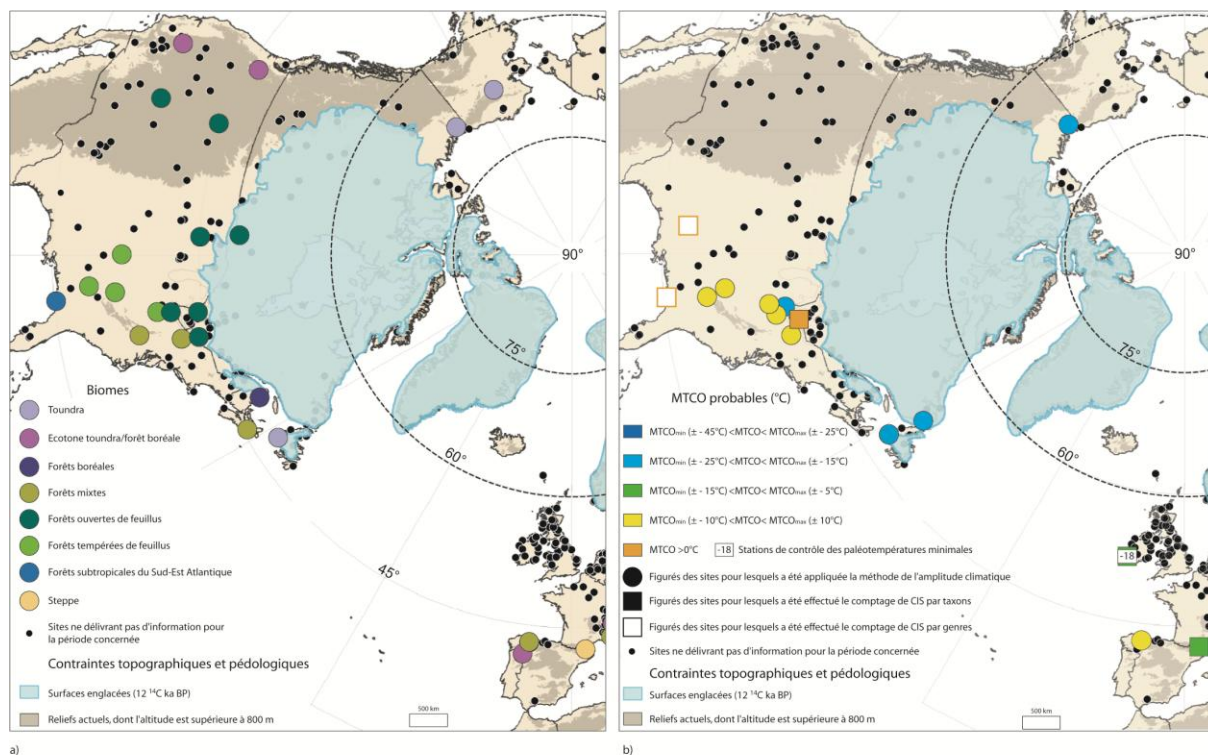 90°
75°
60°
45°
Biomes
Toundra
Ecotone toundra/forêt boréale
Forêts boréales
Forêts mixtes
Forêts ouvertes de feuillus
Forêts tempérées de feuillus
Forêts subtropicales du Sud-Est Atlantique
Steppe
Sites ne délivrant pas d'information pour
la période concernée
Contraintes topographiques et pédologiques
Surfaces englacées (12 ¹⁴C ka BP)
Reliefs actuels, dont l'altitude est supérieure à 800 m
500 km
a)
90°
75°
60°
45°
MTCO probables (°C)
MTCOmin (± - 45°C) <MTCO< MTCOmax (± - 25°C)
MTCOmin (± - 25°C) <MTCO< MTCOmax (± - 15°C)
MTCOmin (± - 15°C) <MTCO< MTCOmax (± - 5°C)
MTCOmin (± - 10°C) <MTCO< MTCOmax (± 10°C)
MTCO >0°C
-18 Stations de contrôle des paléotempératures minimales
Figurés des sites pour lesquels a été appliquée la méthode de l'amplitude climatique
Figurés des sites pour lesquels a été effectué le comptage de CIS par taxons
Figurés des sites pour lesquels a été effectué le comptage de CIS par genres
Sites ne délivrant pas d'information pour la période concernée
Contraintes topographiques et pédologiques
Surfaces englacées (12 ¹⁴C ka BP)
Reliefs actuels, dont l'altitude est supérieure à 800 m
-18
500 km
b)